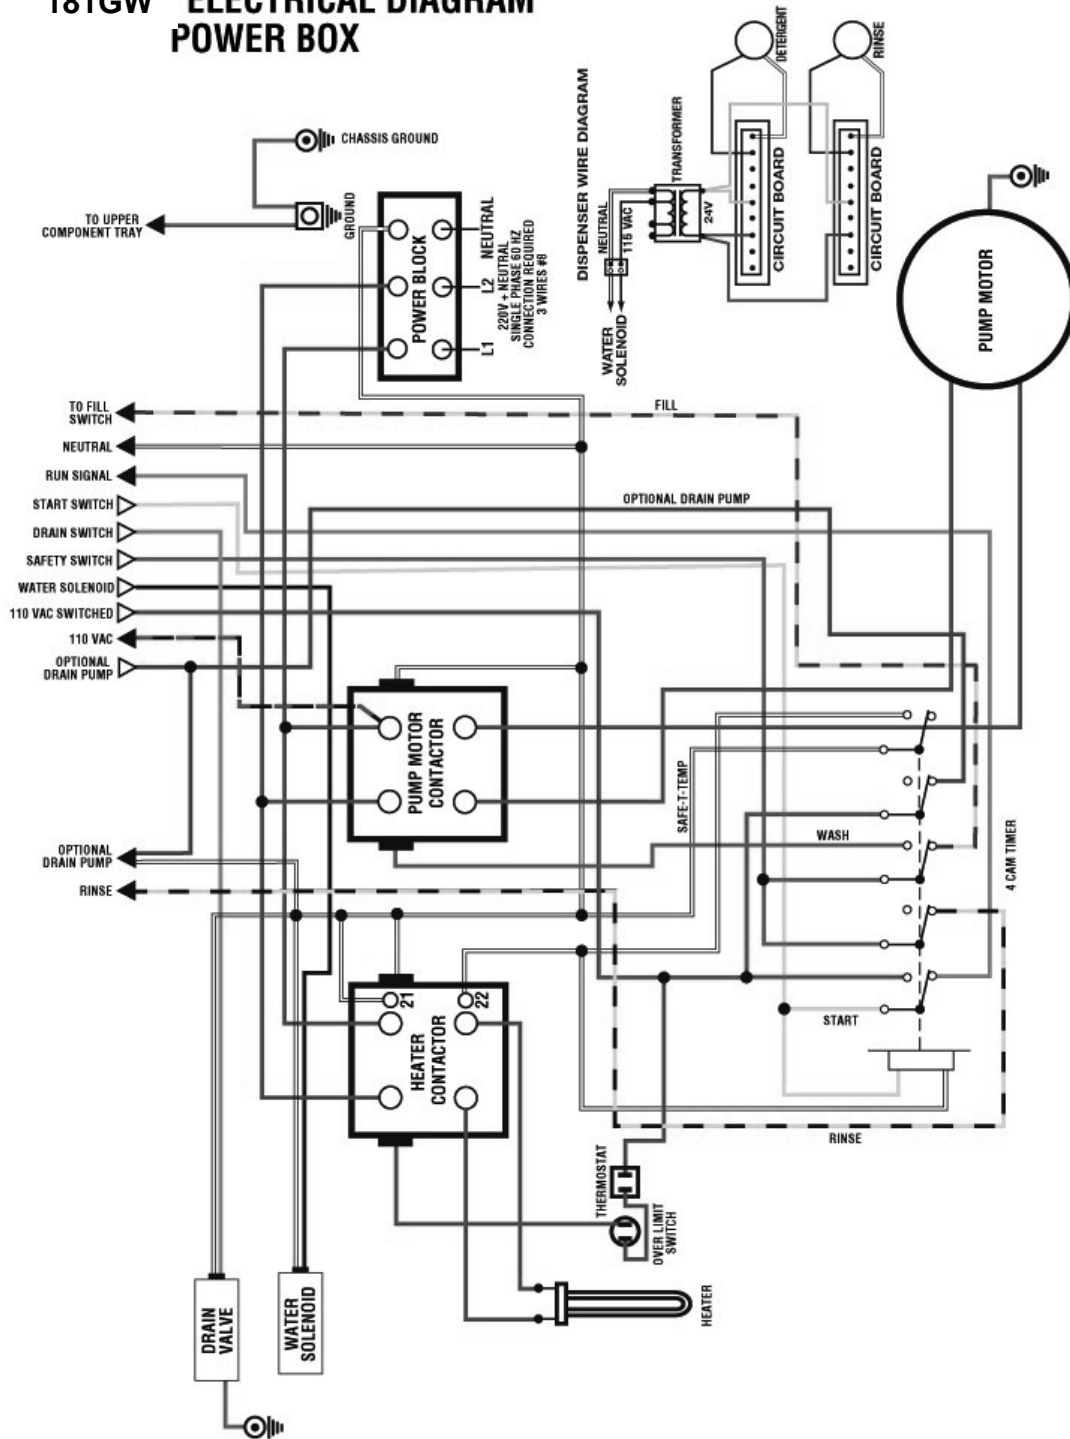 181GW ELECTRICAL DIAGRAM
POWER BOX
DETERGENT
RINSE
DISPENSER WIRE DIAGRAM
TRANSFORMER
NEUTRAL
115 VAC
24V
CIRCUIT BOARD
CIRCUIT BOARD
WATER
SOLENOID
CHASSIS GROUND
GROUND
TO UPPER
COMPONENT TRAY
POWER BLOCK
NEUTRAL
L2
L1
220V + NEUTRAL
SINGLE PHASE 60 HZ
CONNECTION REQUIRED
3 WIRES #8
PUMP MOTOR
TO FILL
SWITCH
FILL
NEUTRAL
RUN SIGNAL
START SWITCH
OPTIONAL DRAIN PUMP
DRAIN SWITCH
SAFETY SWITCH
WATER SOLENOID
110 VAC SWITCHED
110 VAC
OPTIONAL
DRAIN PUMP
PUMP MOTOR
CONTACTOR
SAFE-T-TEMP
WASH
4 CAM TIMER
OPTIONAL
DRAIN PUMP
RINSE
21
22
HEATER
CONTACTOR
START
RINSE
THERMOSTAT
OVER LIMIT
SWITCH
HEATER
DRAIN
VALVE
WATER
SOLENOID